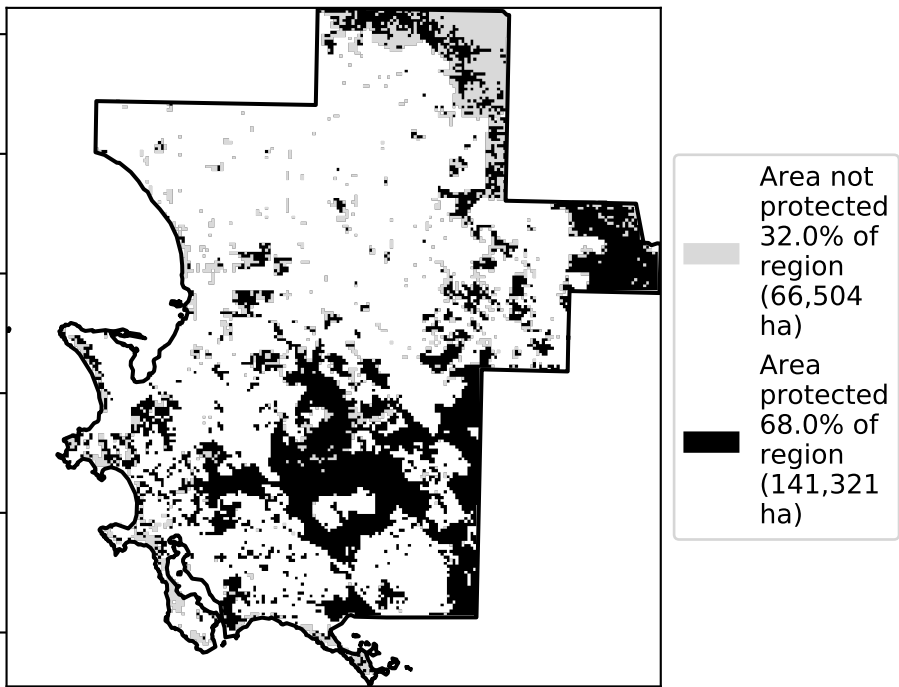 Area not
protected
32.0% of
region
(66,504
ha)
Area
protected
68.0% of
region
(141,321
ha)